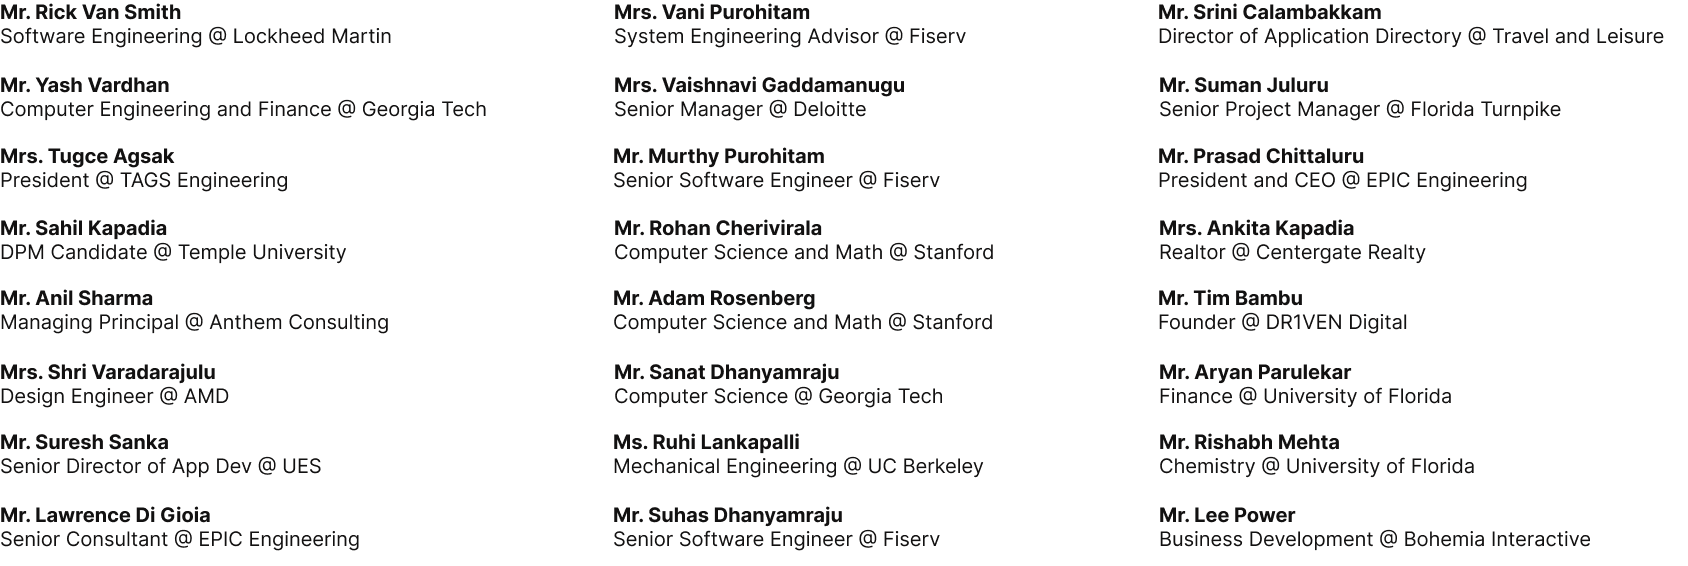 Mr. Rick Van Smith
Software Engineering @ Lockheed Martin
Mr. Yash Vardhan
Computer Engineering and Finance @ Georgia Tech
Mrs. Tugce Agsak
President @ TAGS Engineering
Mr. Sahil Kapadia
DPM Candidate @ Temple University
Mr. Anil Sharma
Managing Principal @ Anthem Consulting
Mrs. Shri Varadarajulu
Design Engineer @ AMD
Mr. Suresh Sanka
Senior Director of App Dev @ UES
Mr. Lawrence Di Gioia
Senior Consultant @ EPIC Engineering
Mrs. Vani Purohitam
System Engineering Advisor @ Fiserv
Mrs. Vaishnavi Gaddamanugu
Senior Manager @ Deloitte
Mr. Murthy Purohitam
Senior Software Engineer @ Fiserv
Mr. Rohan Cherivirala
Computer Science and Math @ Stanford
Mr. Adam Rosenberg
Computer Science and Math @ Stanford
Mr. Sanat Dhanyamraju
Computer Science @ Georgia Tech
Ms. Ruhi Lankapalli
Mechanical Engineering @ UC Berkeley
Mr. Suhas Dhanyamraju
Senior Software Engineer @ Fiserv
Mr. Srini Calambakkam
Director of Application Directory @ Travel and Leisure
Mr. Suman Juluru
Senior Project Manager @ Florida Turnpike
Mr. Prasad Chittaluru
President and CEO @ EPIC Engineering
Mrs. Ankita Kapadia
Realtor @ Centergate Realty
Mr. Tim Bambu
Founder @ DR1VEN Digital
Mr. Aryan Parulekar
Finance @ University of Florida
Mr. Rishabh Mehta
Chemistry @ University of Florida
Mr. Lee Power
Business Development @ Bohemia Interactive